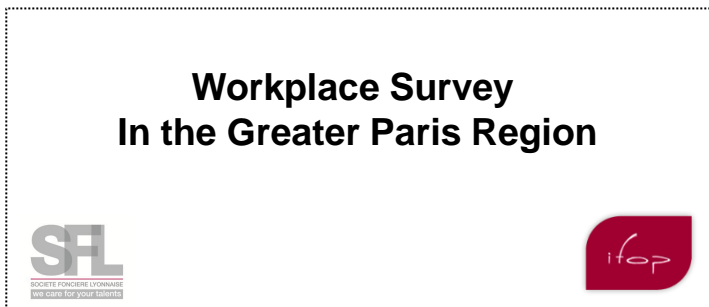 Workplace Survey
In the Greater Paris Region
SFL
SOCIETE FONCIERE LYONNAISE
we care for your talents
ifop